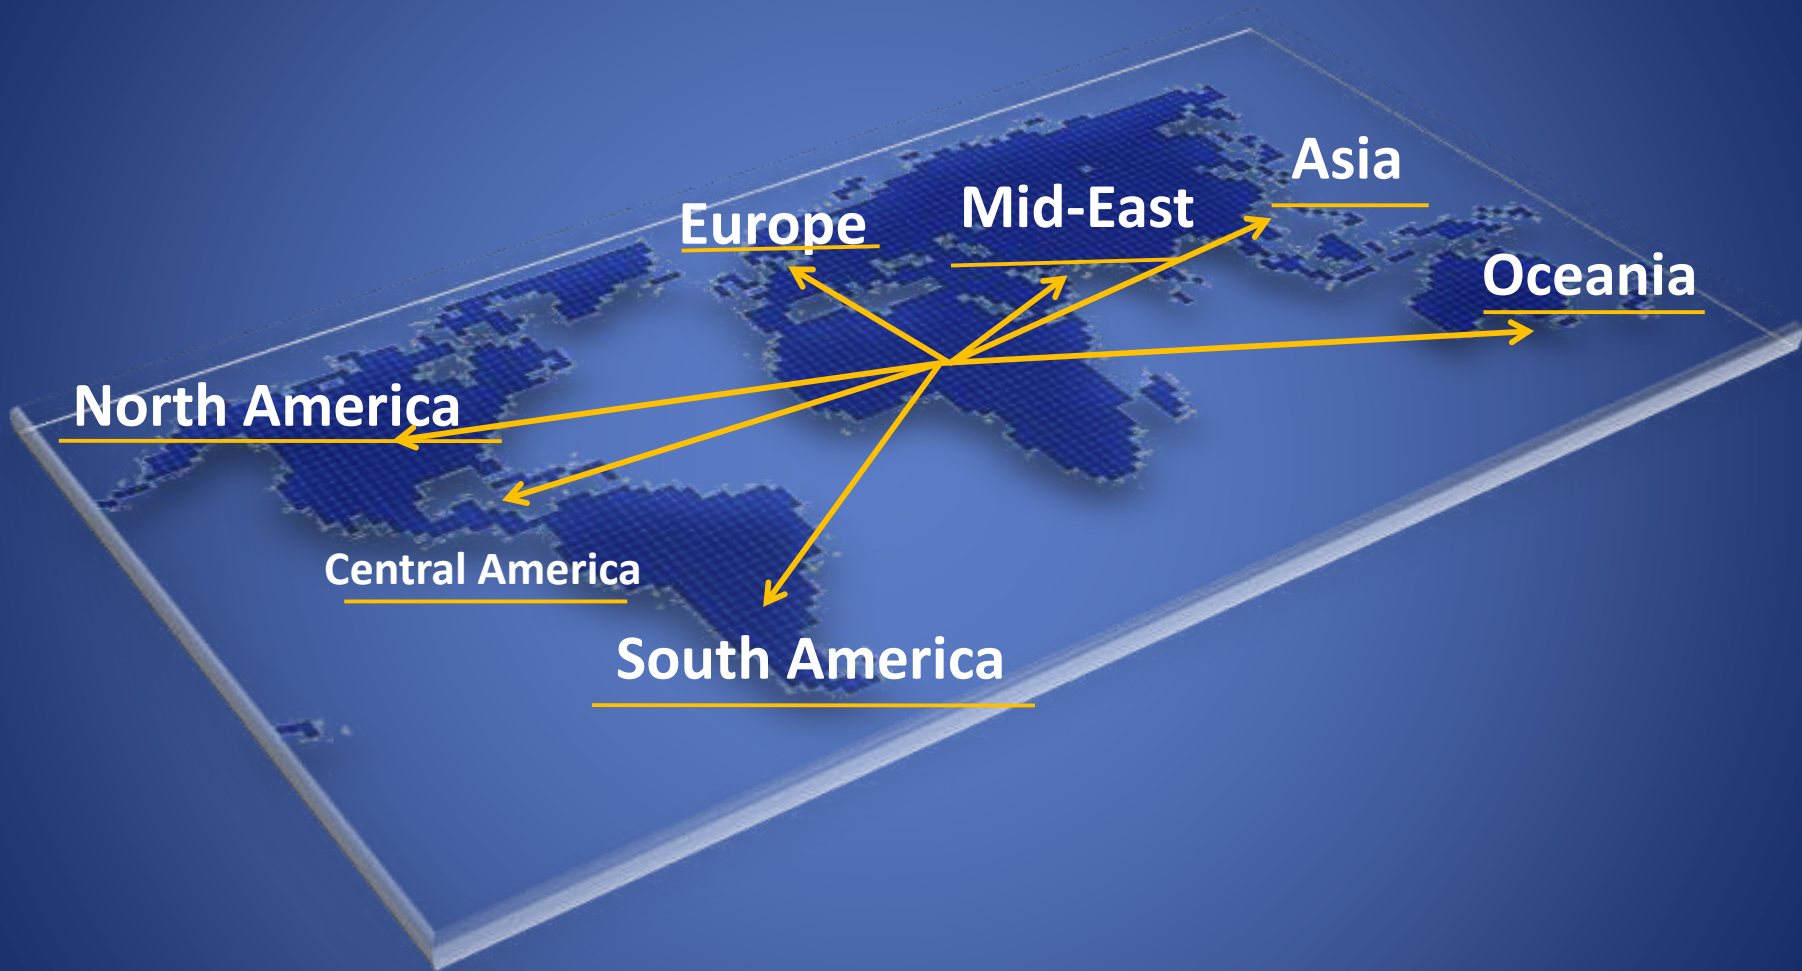 Asia
Mid-East
Europe
Oceania
North America
Central America
South America